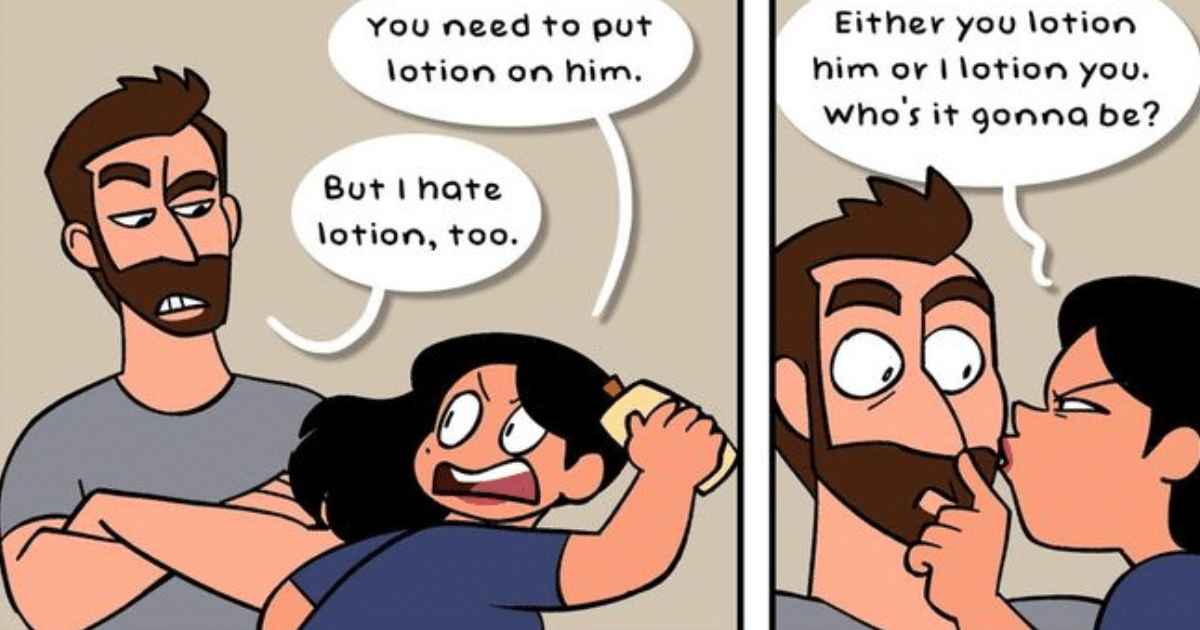 You need to put
lotion on him.
But I hate
lotion, too.
Either you lotion
him or I lotion you.
Who's it gonna be?